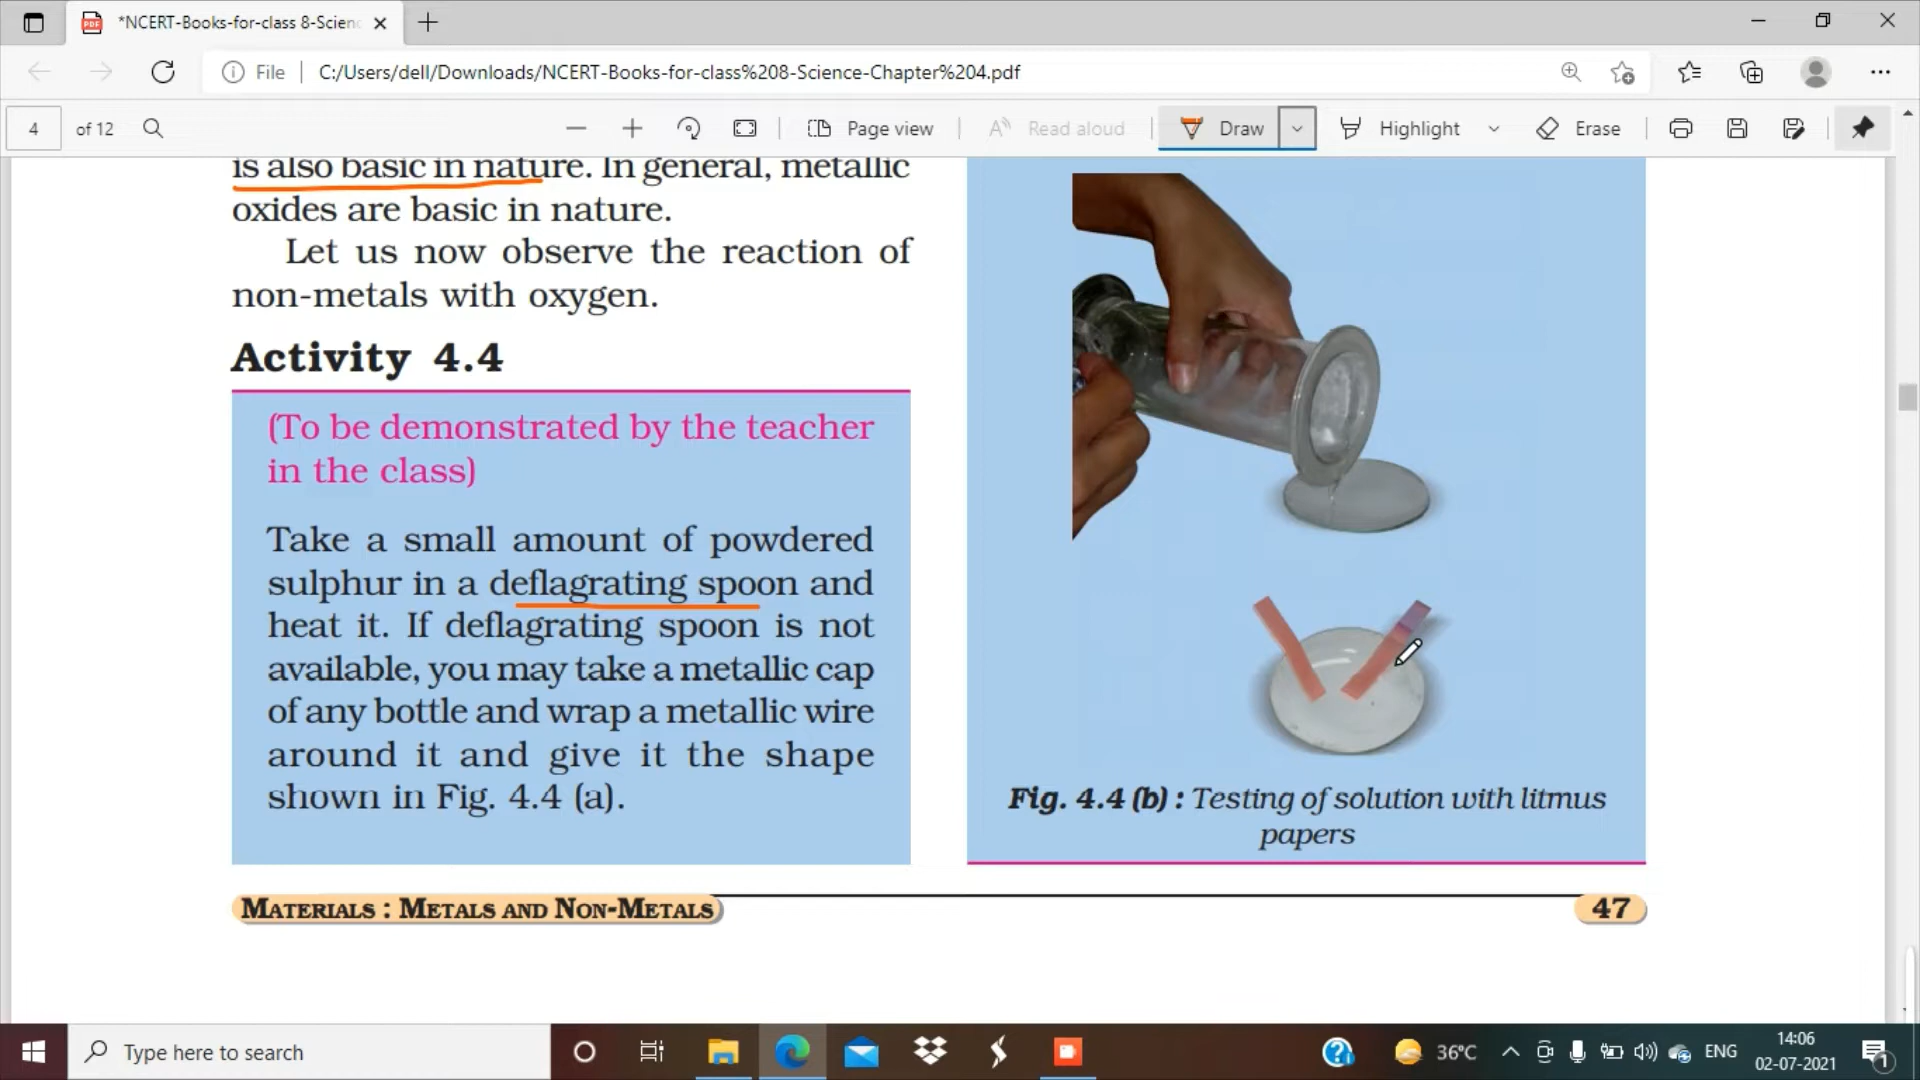 *NCERT-Books-for-class 8-Scien
File
C:/Users/dell/Downloads/NCERT-Books-for-class%208-Science-Chapter%204.pdf
4
of 12
Page view
Read aloud
Draw
Highlight
Erase
is also basic in nature. In general, metallic
oxides are basic in nature.
Let us now observe the reaction of
non-metals with oxygen.
Activity 4.4
(To be demonstrated by the teacher
in the class)
Take a small amount of powdered
sulphur in a deflagrating spoon and
heat it. If deflagrating spoon is not
available, you may take a metallic cap
of any bottle and wrap a metallic wire
around it and give it the shape
shown in Fig. 4.4 (a).
Fig. 4.4 (b) : Testing of solution with litmus
papers
MATERIALS : METALS AND NON-METALS
47
Type here to search
36°C
ENG
14:06
02-07-2021
1